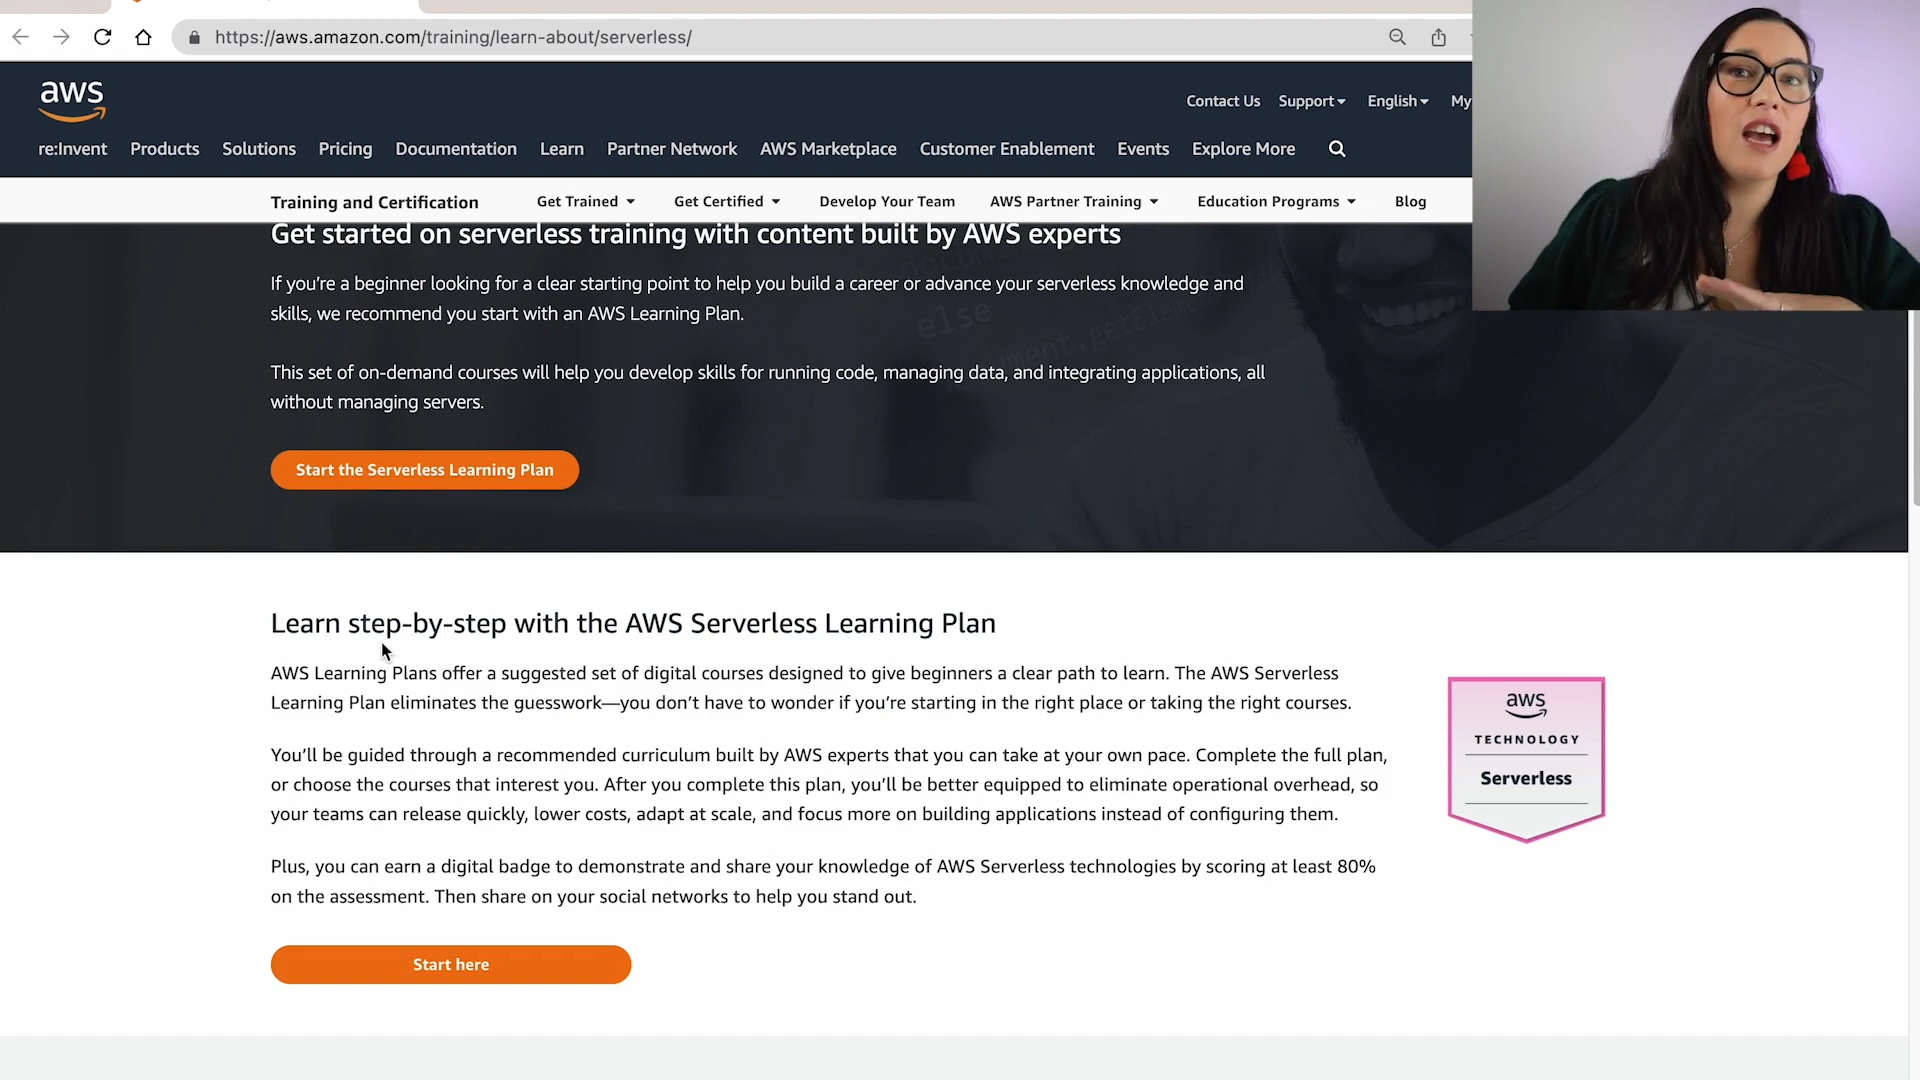 https://aws.amazon.com/training/learn-about/serverless/
aws
Contact Us Support English My
re:Invent Products Solutions Pricing Documentation Learn Partner Network AWS Marketplace Customer Enablement Events Explore More
Training and Certification Get Trained Get Certified Develop Your Team AWS Partner Training Education Programs Blog
Get started on serverless training with content built by AWS experts
If you’re a beginner looking for a clear starting point to help you build a career or advance your serverless knowledge and
skills, we recommend you start with an AWS Learning Plan.
else
This set of on-demand courses will help you develop skills for running code, managing data, and integrating applications, all
without managing servers.
Start the Serverless Learning Plan
Learn step-by-step with the AWS Serverless Learning Plan
AWS Learning Plans offer a suggested set of digital courses designed to give beginners a clear path to learn. The AWS Serverless
Learning Plan eliminates the guesswork—you don’t have to wonder if you’re starting in the right place or taking the right courses.
You’ll be guided through a recommended curriculum built by AWS experts that you can take at your own pace. Complete the full plan,
or choose the courses that interest you. After you complete this plan, you’ll be better equipped to eliminate operational overhead, so
your teams can release quickly, lower costs, adapt at scale, and focus more on building applications instead of configuring them.
Plus, you can earn a digital badge to demonstrate and share your knowledge of AWS Serverless technologies by scoring at least 80%
on the assessment. Then share on your social networks to help you stand out.
Start here
aws
TECHNOLOGY
Serverless